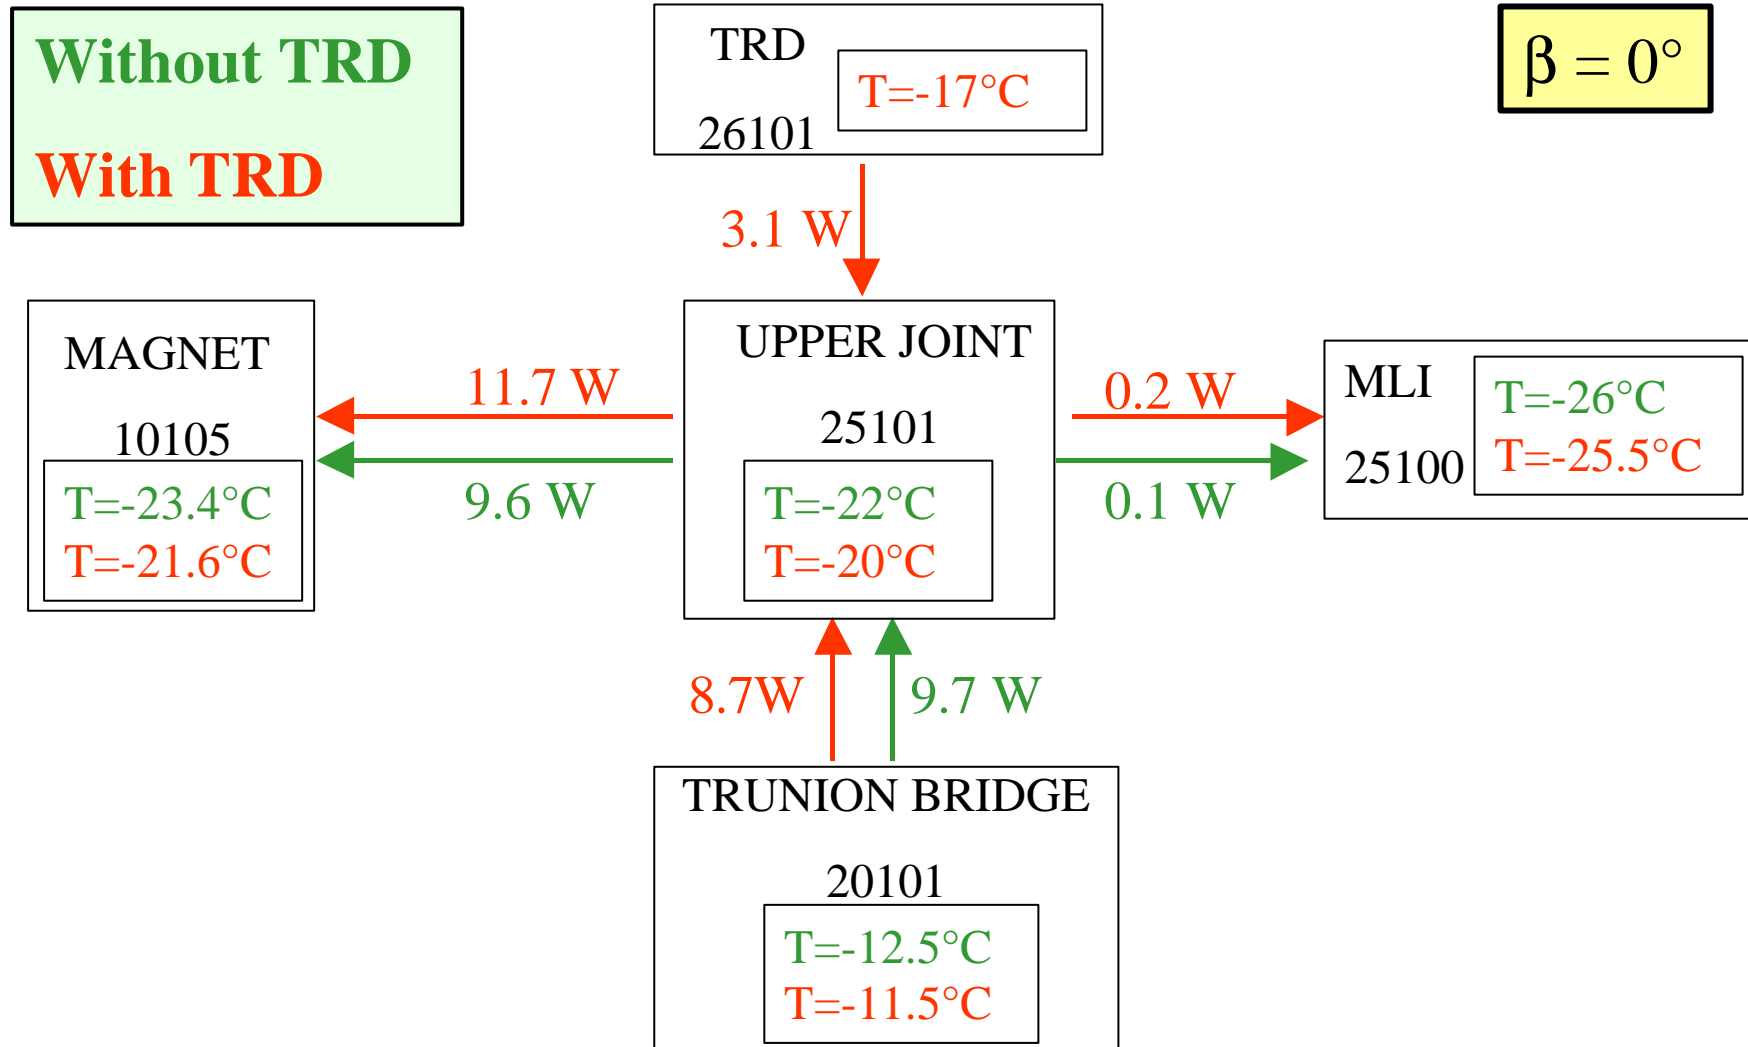 Without TRD
With TRD
TRD
26101
T=-17°C
β = 0°
3.1 W
MAGNET
10105
T=-23.4°C
T=-21.6°C
11.7 W
9.6 W
UPPER JOINT
25101
T=-22°C
T=-20°C
0.2 W
0.1 W
MLI
25100
T=-26°C
T=-25.5°C
8.7W
9.7 W
TRUNION BRIDGE
20101
T=-12.5°C
T=-11.5°C